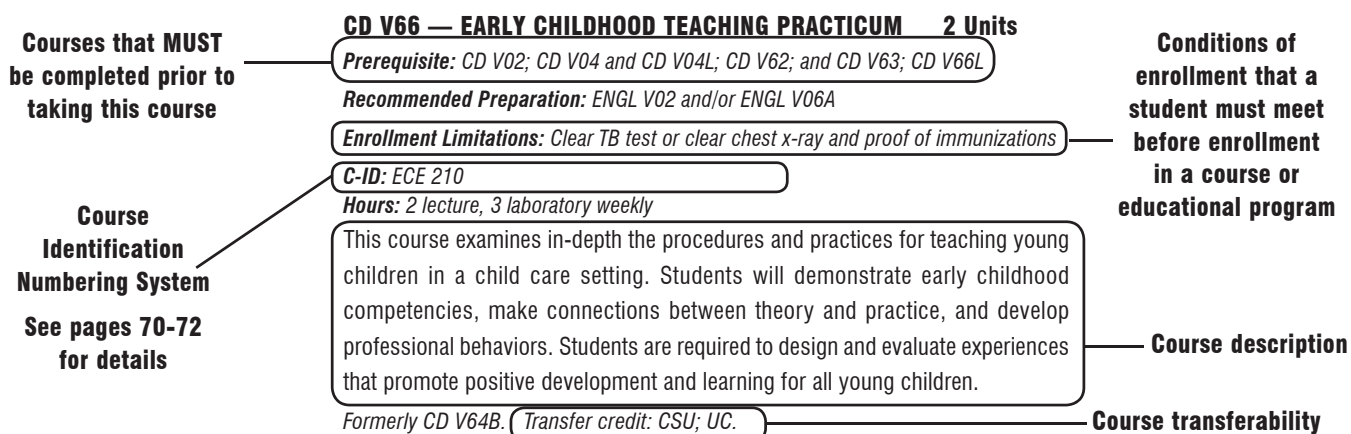 Courses that MUST
be completed prior to
taking this course
CD V66 — EARLY CHILDHOOD TEACHING PRACTICUM 2 Units
Prerequisite: CD V02; CD V04 and CD V04L; CD V62; and CD V63; CD V66L
Recommended Preparation: ENGL V02 and/or ENGL V06A
Enrollment Limitations: Clear TB test or clear chest x-ray and proof of immunizations
C-ID: ECE 210
Hours: 2 lecture, 3 laboratory weekly
Conditions of
enrollment that a
student must meet
before enrollment
in a course or
educational program
Course
Identification
Numbering System
See pages 70-72
for details
This course examines in-depth the procedures and practices for teaching young
children in a child care setting. Students will demonstrate early childhood
competencies, make connections between theory and practice, and develop
professional behaviors. Students are required to design and evaluate experiences
that promote positive development and learning for all young children.
Course description
Formerly CD V64B. Transfer credit: CSU; UC.
Course transferability